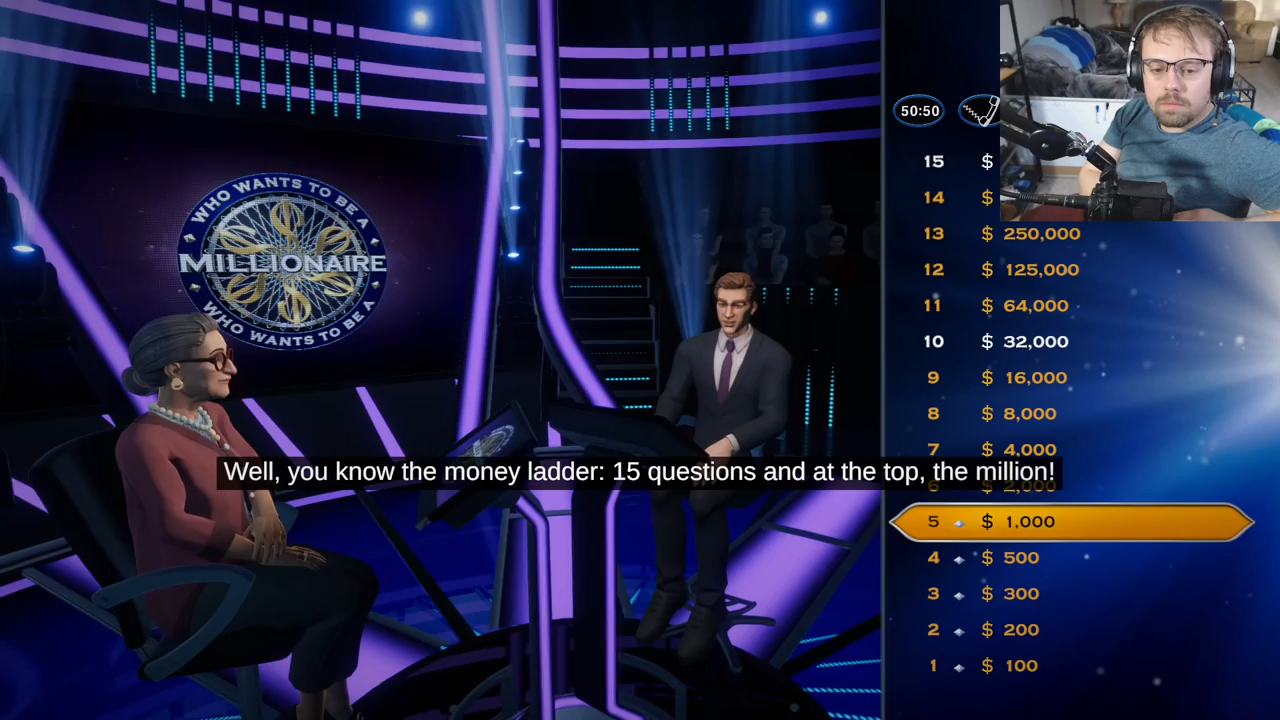 WHO WANTS TO BE A
MILLIONAIRE
WHO WANTS TO BE A
50:50
15 $
14 $
13 $ 250,000
12 $ 125,000
11 $ 64,000
10 $ 32,000
9 $ 16,000
8 $ 8,000
7 $ 4,000
Well, you know the money ladder: 15 questions and at the top, the million!
6 $ 2,000
5 $ 1,000
4 $ 500
3 $ 300
2 $ 200
1 $ 100